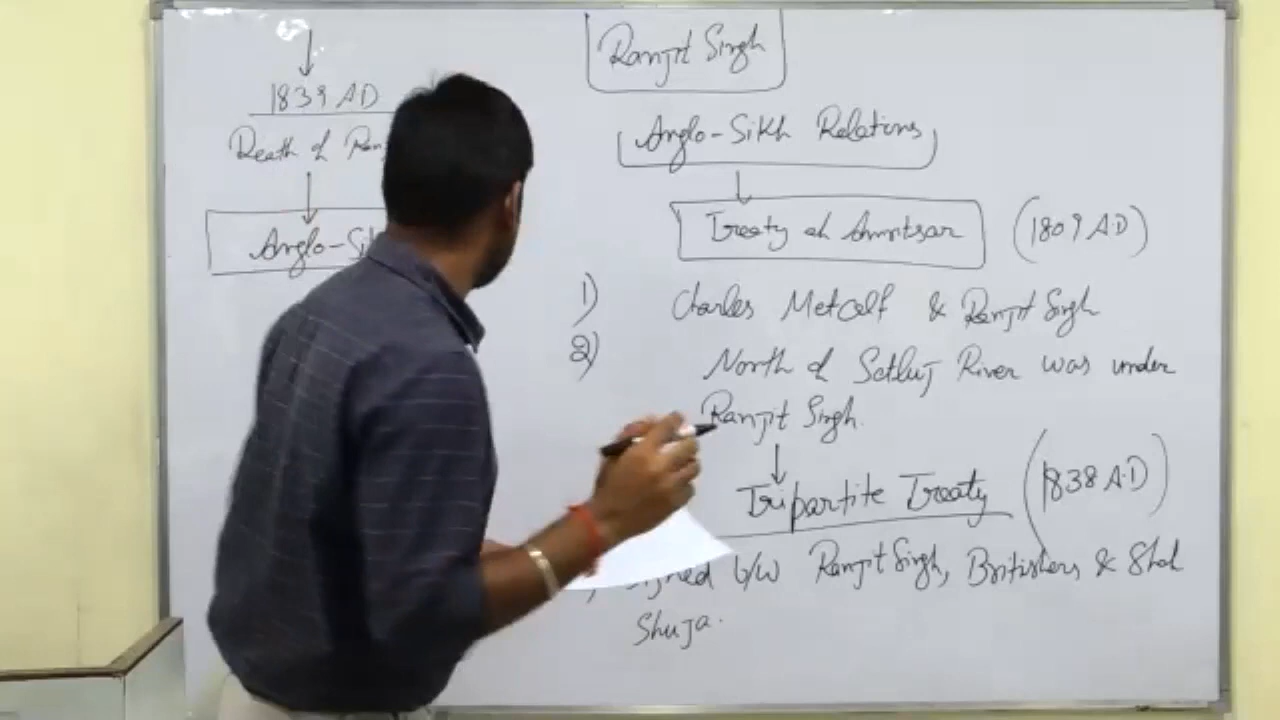 1839 AD
Death of Ran
Anglo-Si
Ranjit Singh
Anglo-Sikh Relations
Treaty of Amritsar (1809 A.D)
1) Charles Metcalf & Ranjit Singh
2) North of Satluj River was under
Ranjit Singh.
Tripartite Treaty (1838 A.D)
b/w Ranjit Singh, Britishers & Shah
Shuja.